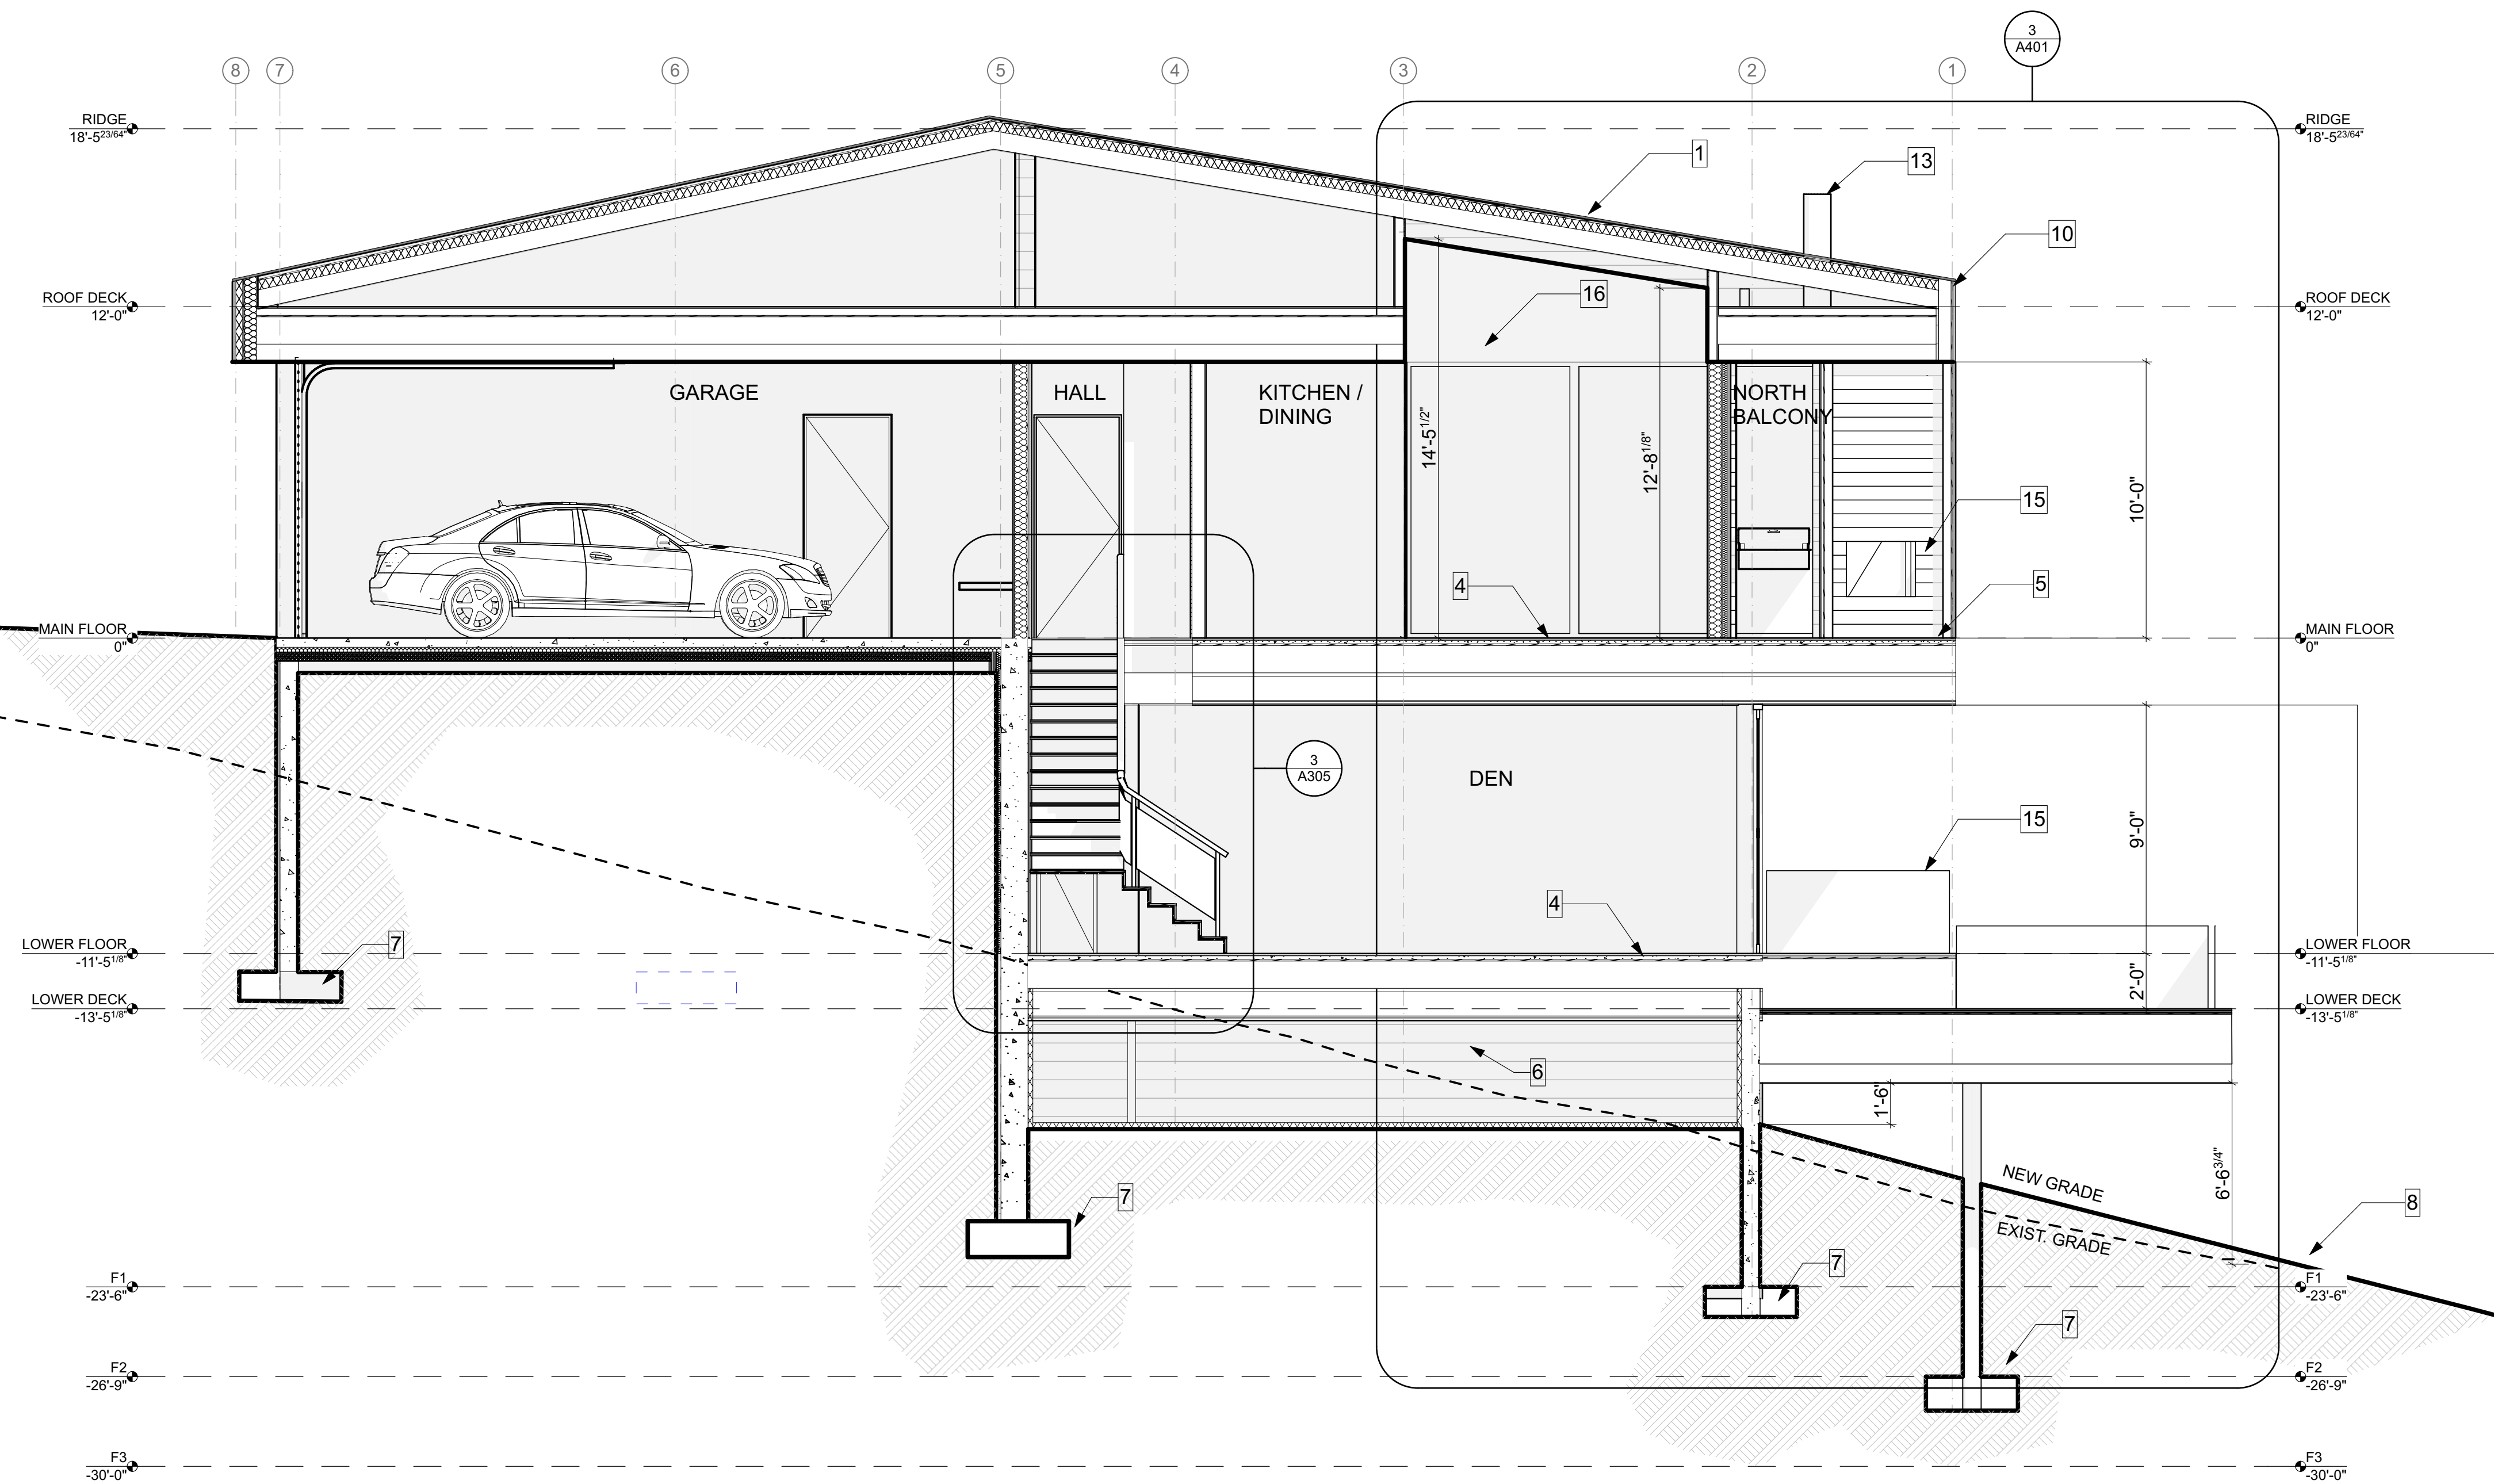 3
A401
8
7
6
5
4
3
2
1
RIDGE
18'-5 23/64"
RIDGE
18'-5 23/64"
1
13
10
16
ROOF DECK
12'-0"
ROOF DECK
12'-0"
GARAGE
HALL
KITCHEN /
DINING
NORTH
BALCONY
14'-5 1/2"
12'-8 1/8"
10'-0"
15
4
5
MAIN FLOOR
0"
MAIN FLOOR
0"
3
A305
DEN
9'-0"
15
4
7
LOWER FLOOR
-11'-5 1/8"
LOWER FLOOR
-11'-5 1/8"
2'-0"
LOWER DECK
-13'-5 1/8"
LOWER DECK
-13'-5 1/8"
6
1'-6"
7
NEW GRADE
EXIST. GRADE
6'-6 3/4"
8
7
F1
-23'-6"
F1
-23'-6"
7
F2
-26'-9"
F2
-26'-9"
F3
-30'-0"
F3
-30'-0"